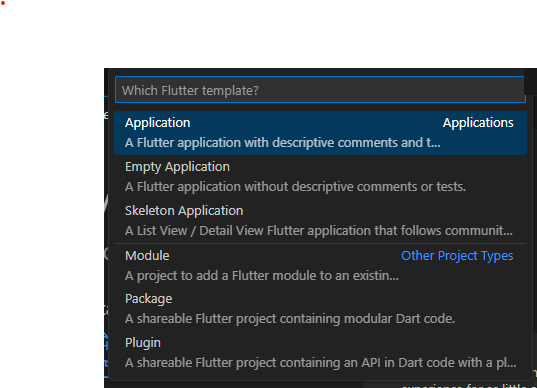 Which Flutter template?
Application Applications
A Flutter application with descriptive comments and t...
Empty Application
A Flutter application without descriptive comments or tests.
Skeleton Application
A List View / Detail View Flutter application that follows communit...
Module Other Project Types
A project to add a Flutter module to an existin...
Package
A shareable Flutter project containing modular Dart code.
Plugin
A shareable Flutter project containing an API in Dart code with a pl...